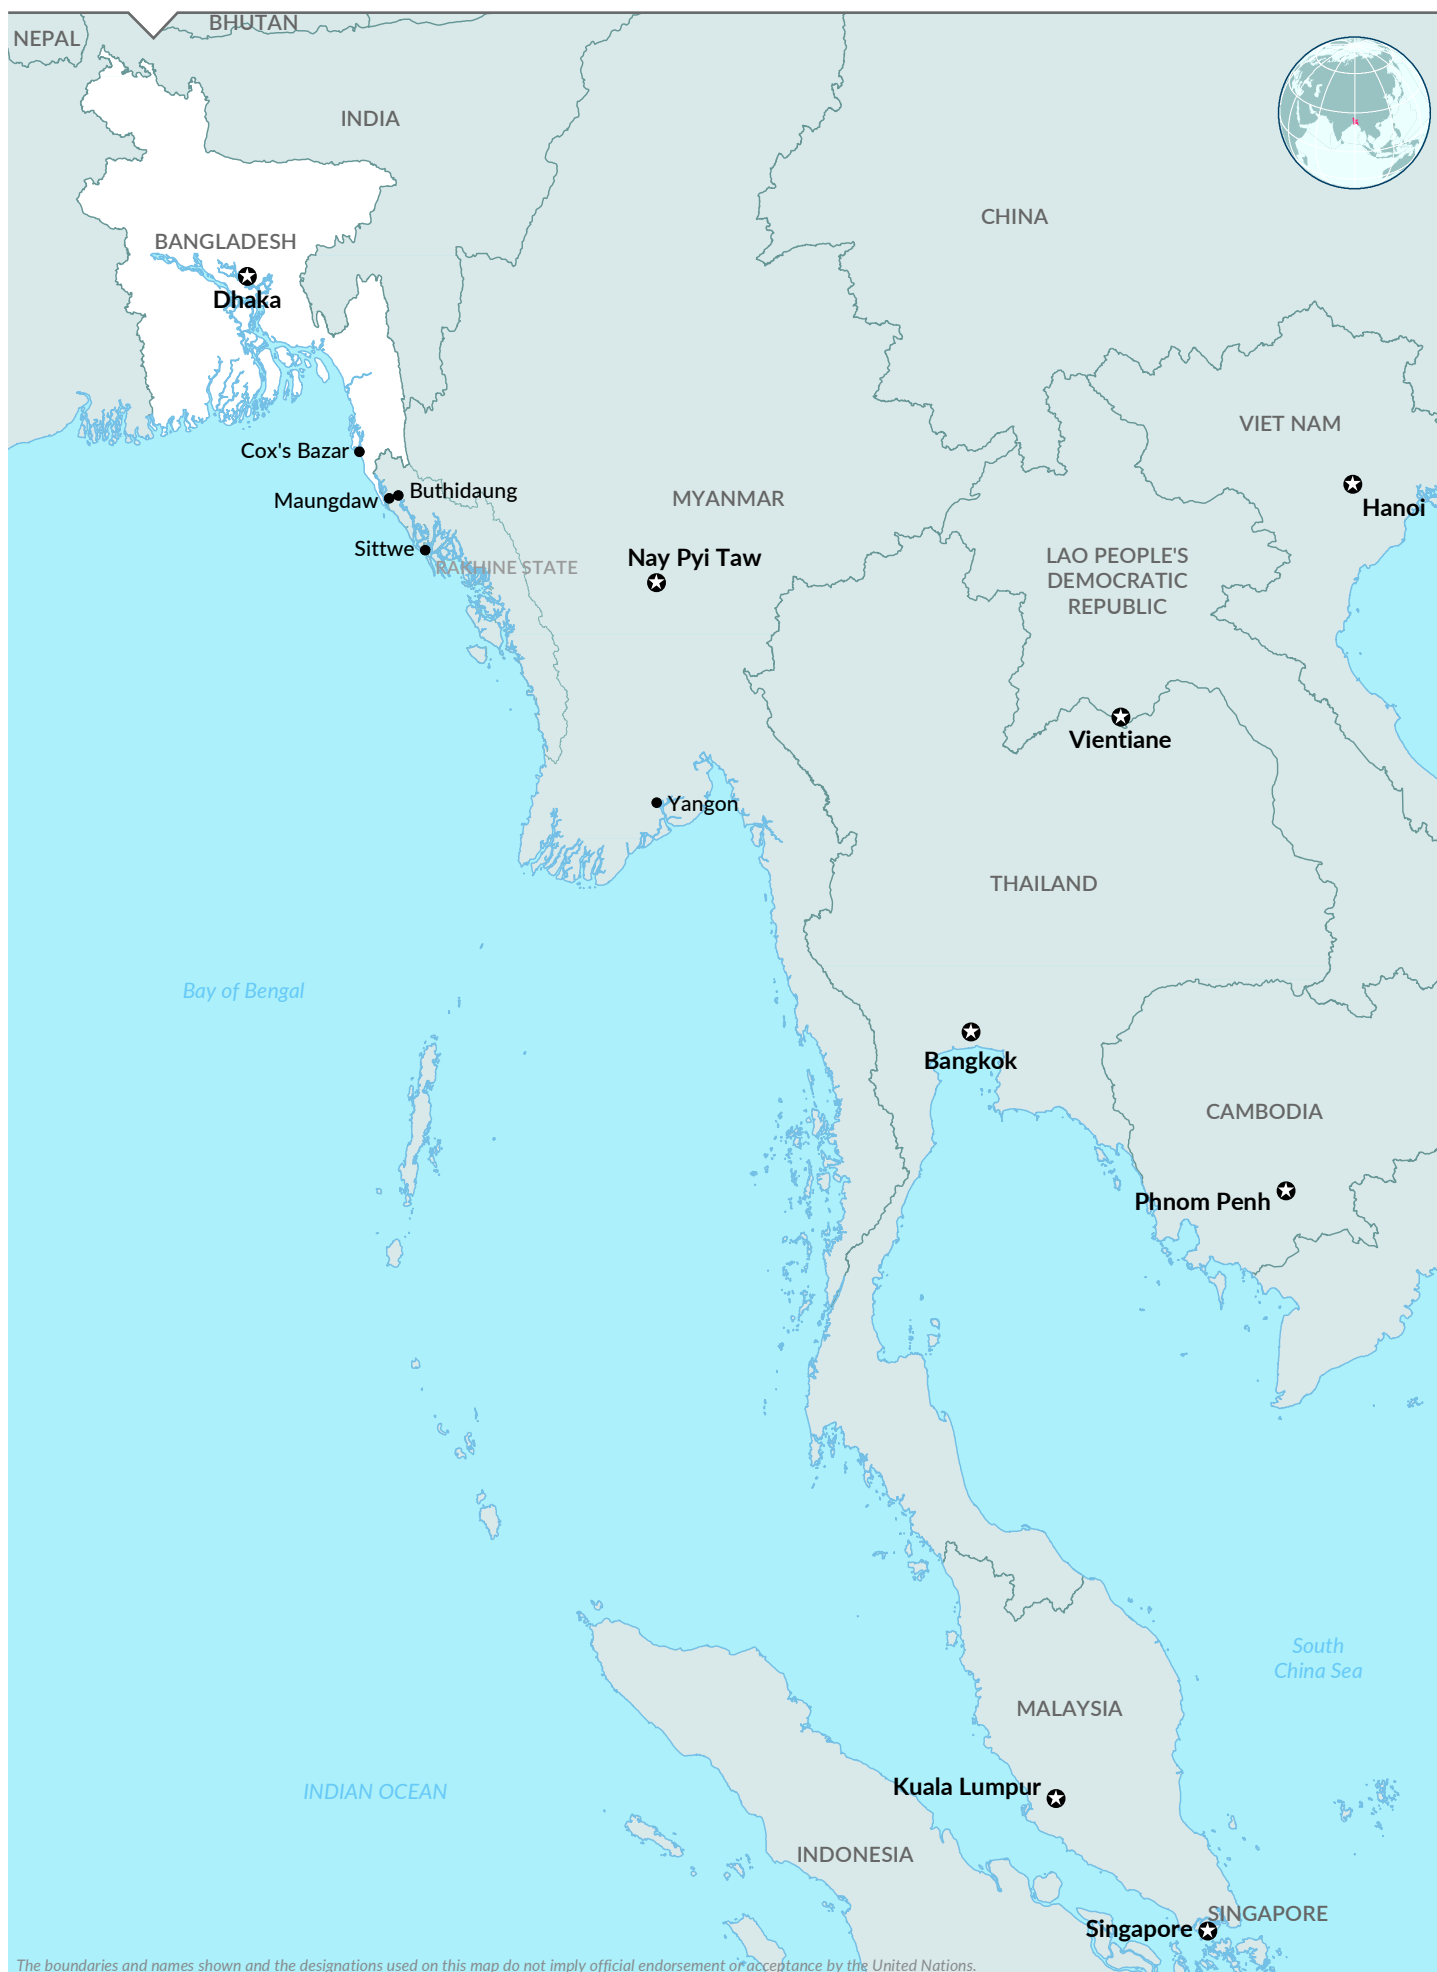 BHUTAN
NEPAL
INDIA
CHINA
BANGLADESH
Dhaka
VIET NAM
Cox's Bazar
Buthidaung
Maungdaw
MYANMAR
Hanoi
Sittwe
RAKHINE STATE
Nay Pyi Taw
LAO PEOPLE'S
DEMOCRATIC
REPUBLIC
Vientiane
Yangon
THAILAND
Bay of Bengal
Bangkok
CAMBODIA
Phnom Penh
South
China Sea
MALAYSIA
Kuala Lumpur
INDIAN OCEAN
INDONESIA
SINGAPORE
Singapore
The boundaries and names shown and the designations used on this map do not imply official endorsement or acceptance by the United Nations.